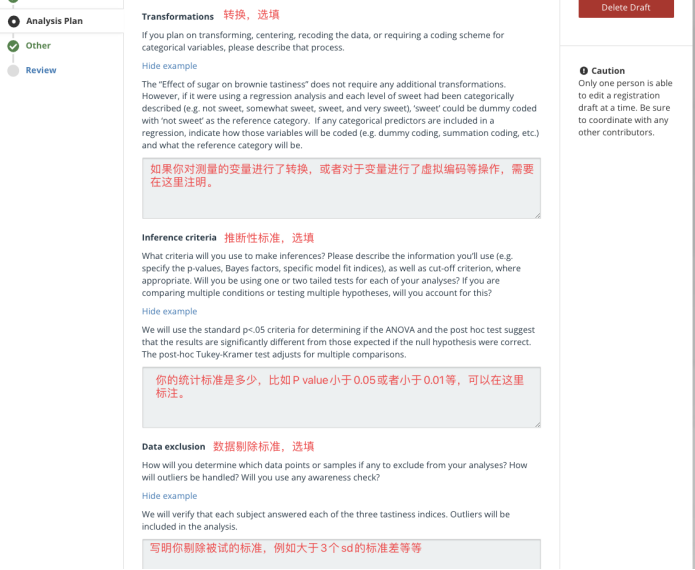 Analysis Plan
Other
Review
Transformations 转换，选填
If you plan on transforming, centering, recoding the data, or requiring a coding scheme for
categorical variables, please describe that process.
Hide example
The "Effect of sugar on brownie tastiness" does not require any additional transformations.
However, if it were using a regression analysis and each level of sweet had been categorically
described (e.g. not sweet, somewhat sweet, sweet, and very sweet), 'sweet' could be dummy coded
with 'not sweet' as the reference category. If any categorical predictors are included in a
regression, indicate how those variables will be coded (e.g. dummy coding, summation coding, etc.)
and what the reference category will be.
如果你对测量的变量进行了转换，或者对于变量进行了虚拟编码等操作，需要
在这里注明。
Inference criteria 推断性标准，选填
What criteria will you use to make inferences? Please describe the information you'll use (e.g.
specify the p-values, Bayes factors, specific model fit indices), as well as cut-off criterion, where
appropriate. Will you be using one or two tailed tests for each of your analyses? If you are
comparing multiple conditions or testing multiple hypotheses, will you account for this?
Hide example
We will use the standard p<.05 criteria for determining if the ANOVA and the post hoc test suggest
that the results are significantly different from those expected if the null hypothesis were correct.
The post-hoc Tukey-Kramer test adjusts for multiple comparisons.
你的统计标准是多少，比如P value小于0.05或者小于0.01等，可以在这里
标注。
Data exclusion 数据剔除标准，选填
How will you determine which data points or samples if any to exclude from your analyses? How
will outliers be handled? Will you use any awareness check?
Hide example
We will verify that each subject answered each of the three tastiness indices. Outliers will be
included in the analysis.
写明你剔除被试的标准，例如大于3个sd的标准差等等
Delete Draft
Caution
Only one person is able
to edit a registration
draft at a time. Be sure
to coordinate with any
other contributors.